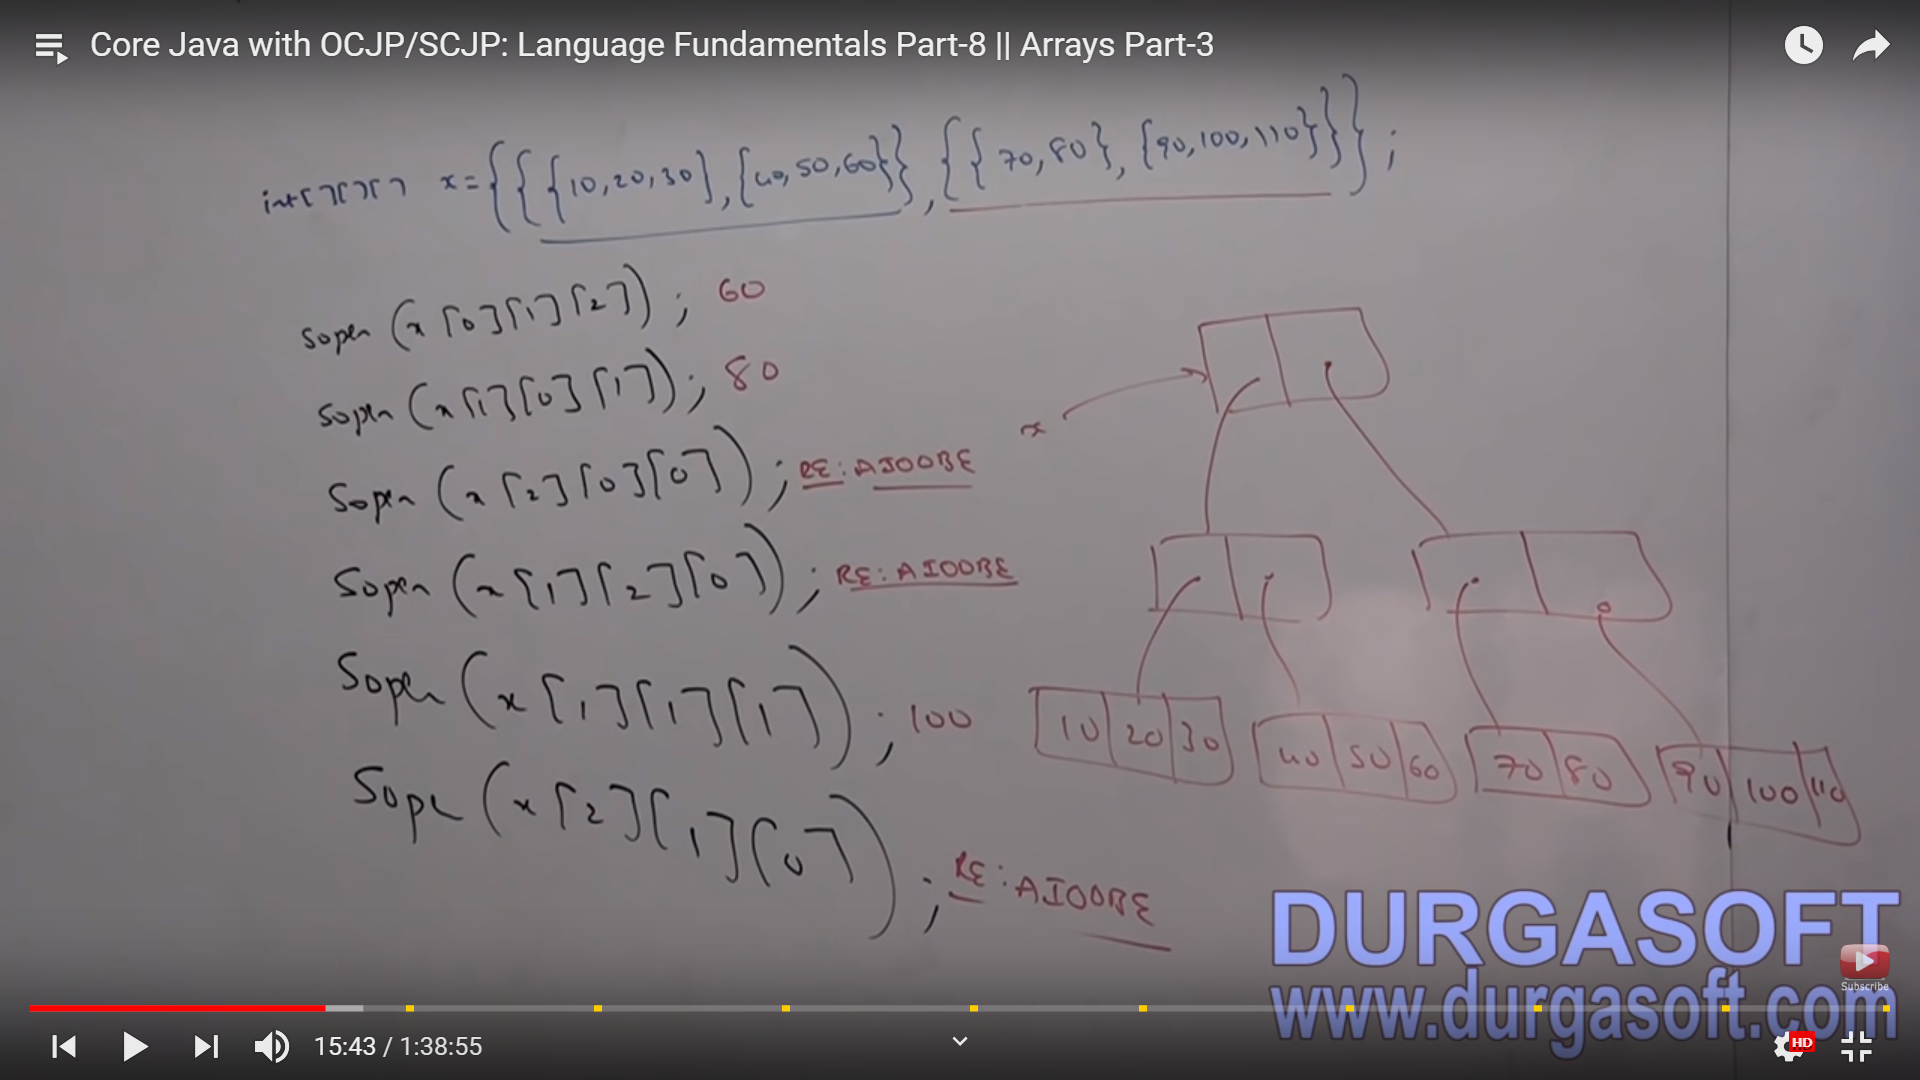 Core Java with OCJP/SCJP: Language Fundamentals Part-8 || Arrays Part-3
int[][][] x={{{10,20,30},{40,50,60}},{{70,80},{90,100,110}}};
Sopln(x[0][1][2]); 60
Sopln(x[1][0][1]); 80
Sopln(x[2][0][0]); RE:AIOOBE
Sopln(x[1][2][0]); RE:AIOOBE
Sopln(x[1][1][1]); 100
Sopln(x[2][1][0]); RE:AIOOBE
x
10 20 30 40 50 60 70 80 90 100 110
DURGASOFT
www.durgasoft.com
Subscribe
15:43 / 1:38:55
HD